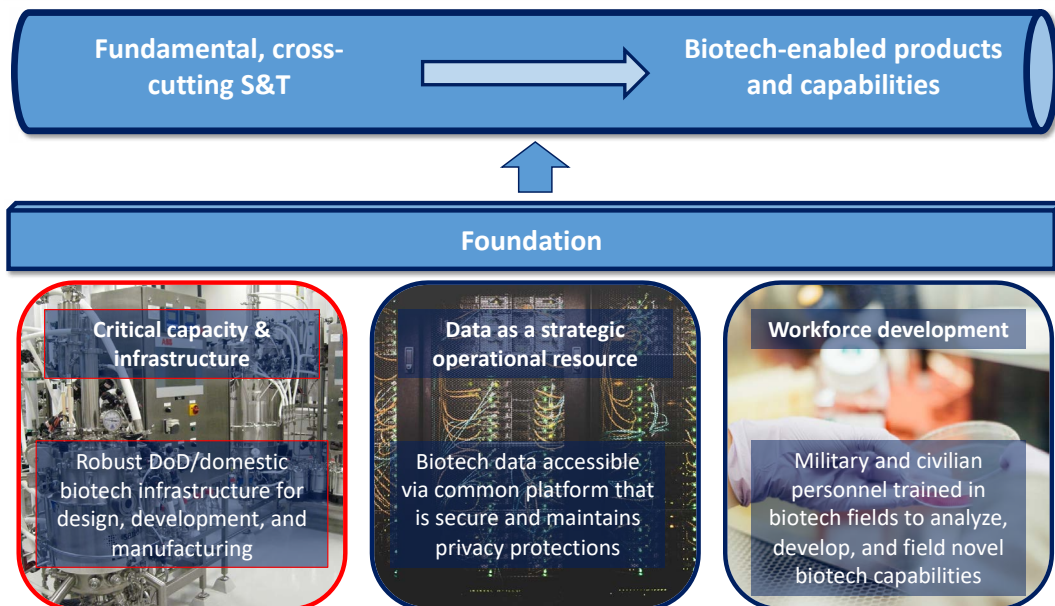 Fundamental, cross-
cutting S&T
Biotech-enabled products
and capabilities
Foundation
Critical capacity &
infrastructure
Robust DoD/domestic
biotech infrastructure for
design, development, and
manufacturing
Data as a strategic
operational resource
Biotech data accessible
via common platform that
is secure and maintains
privacy protections
Workforce development
Military and civilian
personnel trained in
biotech fields to analyze,
develop, and field novel
biotech capabilities